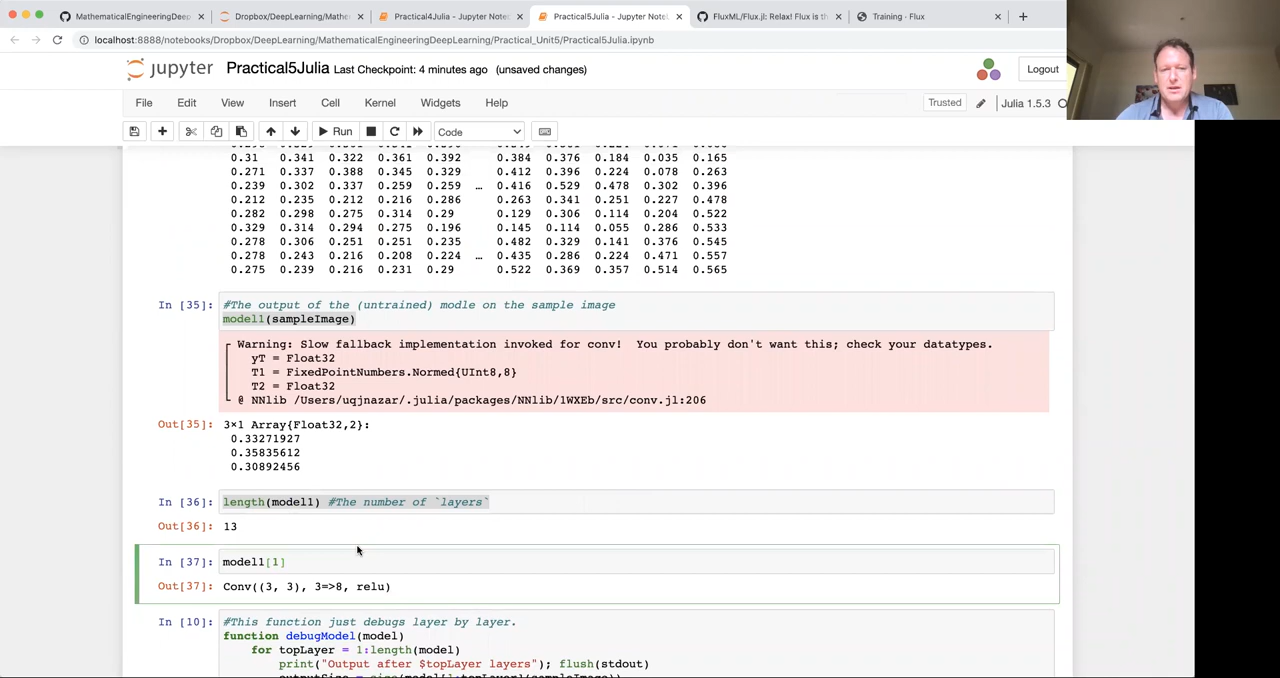 MathematicalEngineeringDeep
Dropbox/DeepLearning/Mathe
Practical4Julia - Jupyter Note
Practical5Julia - Jupyter Note
FluxML/Flux.jl: Relax! Flux is th
Training · Flux
localhost:8888/notebooks/Dropbox/DeepLearning/MathematicalEngineeringDeepLearning/Practical_Unit5/Practical5Julia.ipynb
jupyter Practical5Julia Last Checkpoint: 4 minutes ago (unsaved changes)
Logout
File Edit View Insert Cell Kernel Widgets Help
Trusted
Julia 1.5.3
Run
Code
0.31 0.341 0.322 0.361 0.392 0.384 0.376 0.184 0.035 0.165
0.271 0.337 0.388 0.345 0.329 0.412 0.396 0.224 0.078 0.263
0.239 0.302 0.337 0.259 0.259 … 0.416 0.529 0.478 0.302 0.396
0.212 0.235 0.212 0.216 0.286 0.263 0.341 0.251 0.227 0.478
0.282 0.298 0.275 0.314 0.29 0.129 0.306 0.114 0.204 0.522
0.329 0.314 0.294 0.275 0.196 0.145 0.114 0.055 0.286 0.533
0.278 0.306 0.251 0.251 0.235 0.482 0.329 0.141 0.376 0.545
0.278 0.243 0.216 0.208 0.224 … 0.435 0.286 0.224 0.471 0.557
0.275 0.239 0.216 0.231 0.29 0.522 0.369 0.357 0.514 0.565
In [35]: #The output of the (untrained) modle on the sample image
model1(sampleImage)
Warning: Slow fallback implementation invoked for conv! You probably don't want this; check your datatypes.
yT = Float32
T1 = FixedPointNumbers.Normed{UInt8,8}
T2 = Float32
@ NNlib /Users/uqjnazar/.julia/packages/NNlib/1WXEb/src/conv.jl:206
Out[35]: 3×1 Array{Float32,2}:
0.33271927
0.35835612
0.30892456
In [36]: length(model1) #The number of `layers`
Out[36]: 13
In [37]: model1[1]
Out[37]: Conv((3, 3), 3=>8, relu)
In [10]: #This function just debugs layer by layer.
function debugModel(model)
for topLayer = 1:length(model)
print("Output after $topLayer layers"); flush(stdout)
outputSize = size(model[1:topLayer](sampleImage))